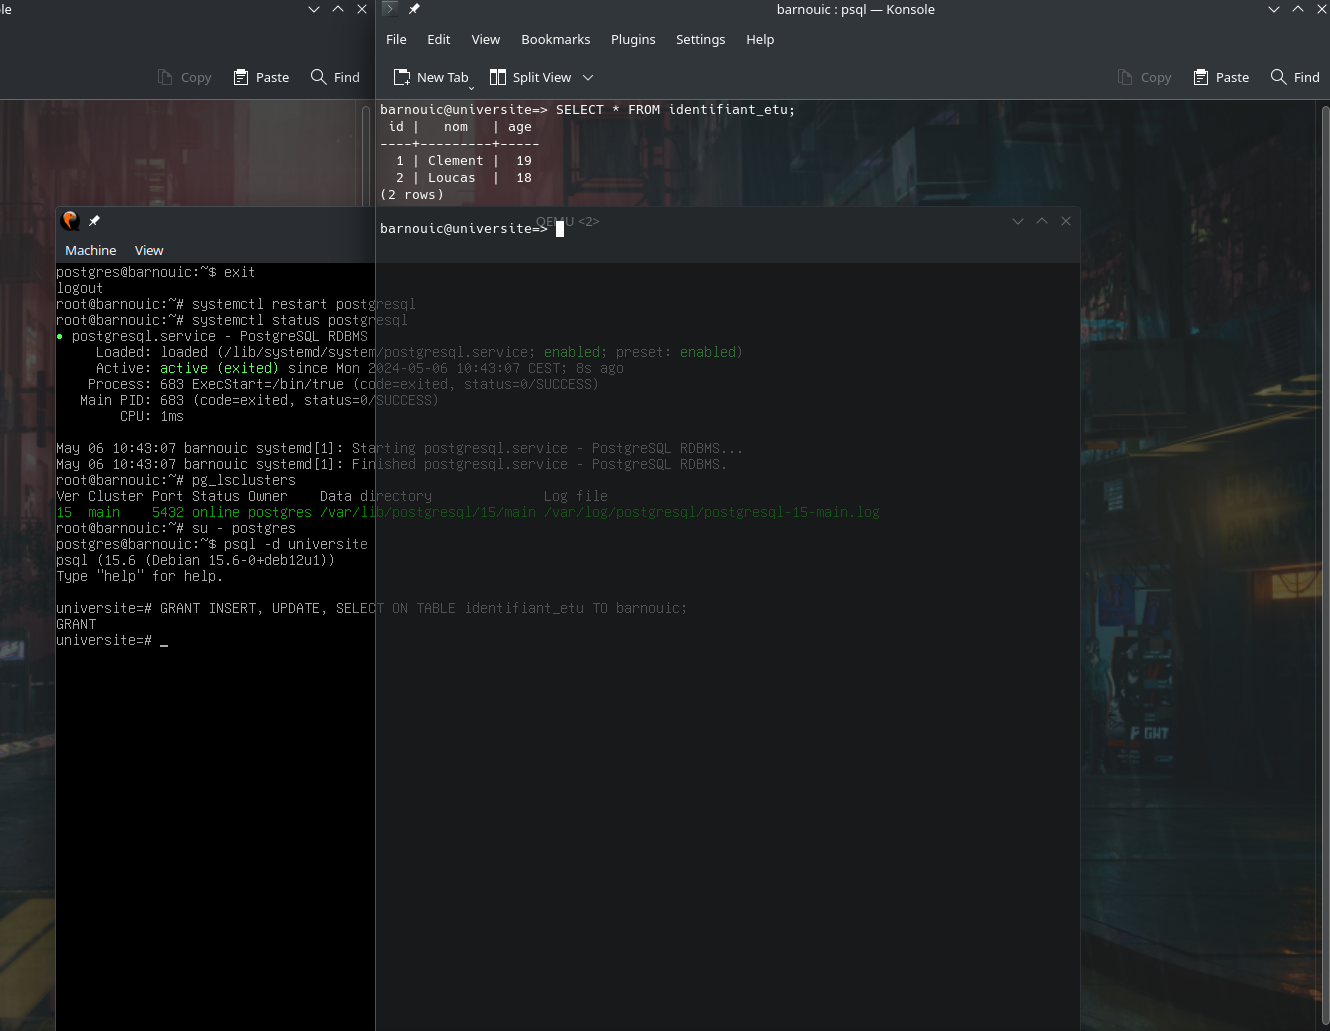 le
barnouic : psql — Konsole
File Edit View Bookmarks Plugins Settings Help
Copy Paste Find
New Tab Split View Copy Paste Find
barnouic@universite=> SELECT * FROM identifiant_etu;
 id |   nom   | age
----+---------+-----
  1 | Clement |  19
  2 | Loucas  |  18
(2 rows)
barnouic@universite=>
QEMU <2>
Machine View
postgres@barnouic:~$ exit
logout
root@barnouic:~# systemctl restart postgresql
root@barnouic:~# systemctl status postgresql
● postgresql.service - PostgreSQL RDBMS
     Loaded: loaded (/lib/systemd/system/postgresql.service; enabled; preset: enabled)
     Active: active (exited) since Mon 2024-05-06 10:43:07 CEST; 8s ago
    Process: 683 ExecStart=/bin/true (code=exited, status=0/SUCCESS)
   Main PID: 683 (code=exited, status=0/SUCCESS)
        CPU: 1ms
May 06 10:43:07 barnouic systemd[1]: Starting postgresql.service - PostgreSQL RDBMS...
May 06 10:43:07 barnouic systemd[1]: Finished postgresql.service - PostgreSQL RDBMS.
root@barnouic:~# pg_lsclusters
Ver Cluster Port Status Owner    Data directory              Log file
15  main    5432 online postgres /var/lib/postgresql/15/main /var/log/postgresql/postgresql-15-main.log
root@barnouic:~# su - postgres
postgres@barnouic:~$ psql -d universite
psql (15.6 (Debian 15.6-0+deb12u1))
Type "help" for help.
universite=# GRANT INSERT, UPDATE, SELECT ON TABLE identifiant_etu TO barnouic;
GRANT
universite=# _